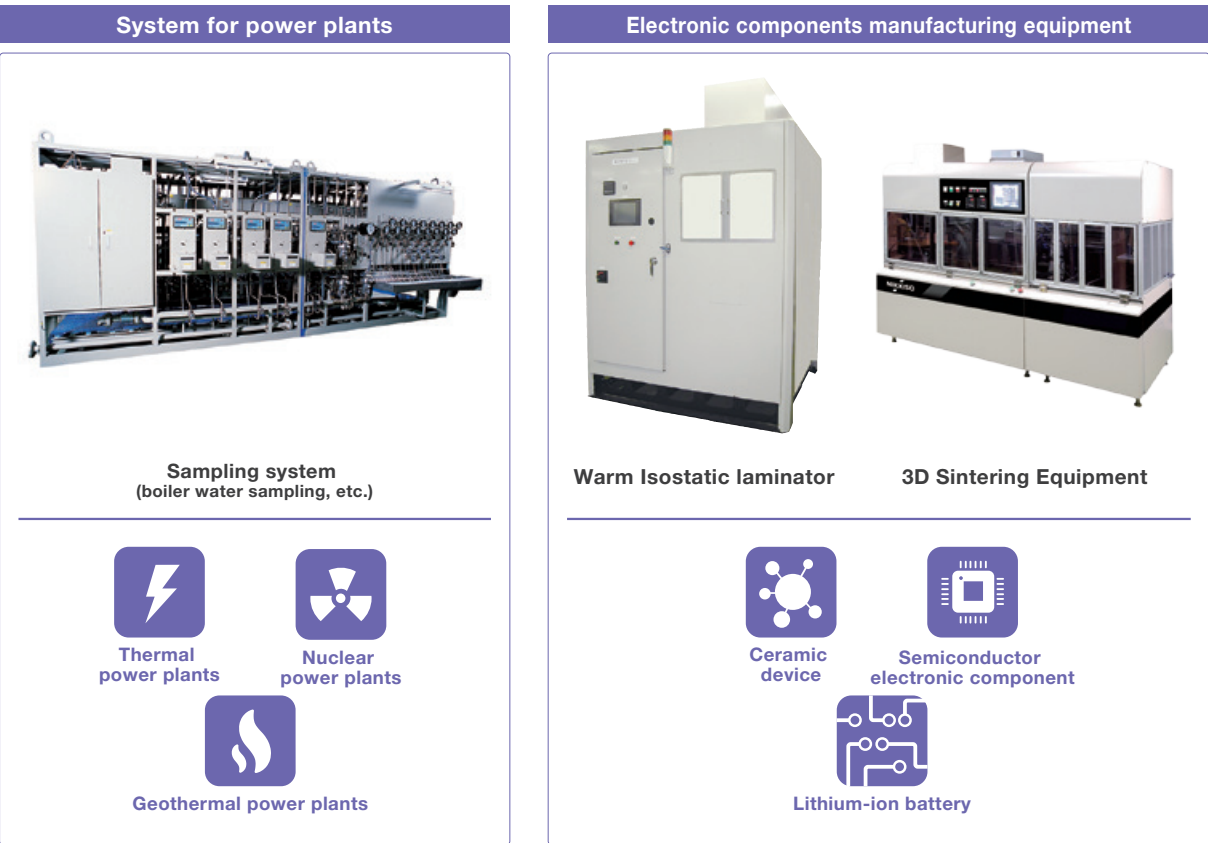 System for power plants
Sampling system
(boiler water sampling, etc.)
Thermal
power plants
Nuclear
power plants
Geothermal power plants
Electronic components manufacturing equipment
NIKKISO
Warm Isostatic laminator
3D Sintering Equipment
Ceramic
device
Semiconductor
electronic component
Lithium-ion battery